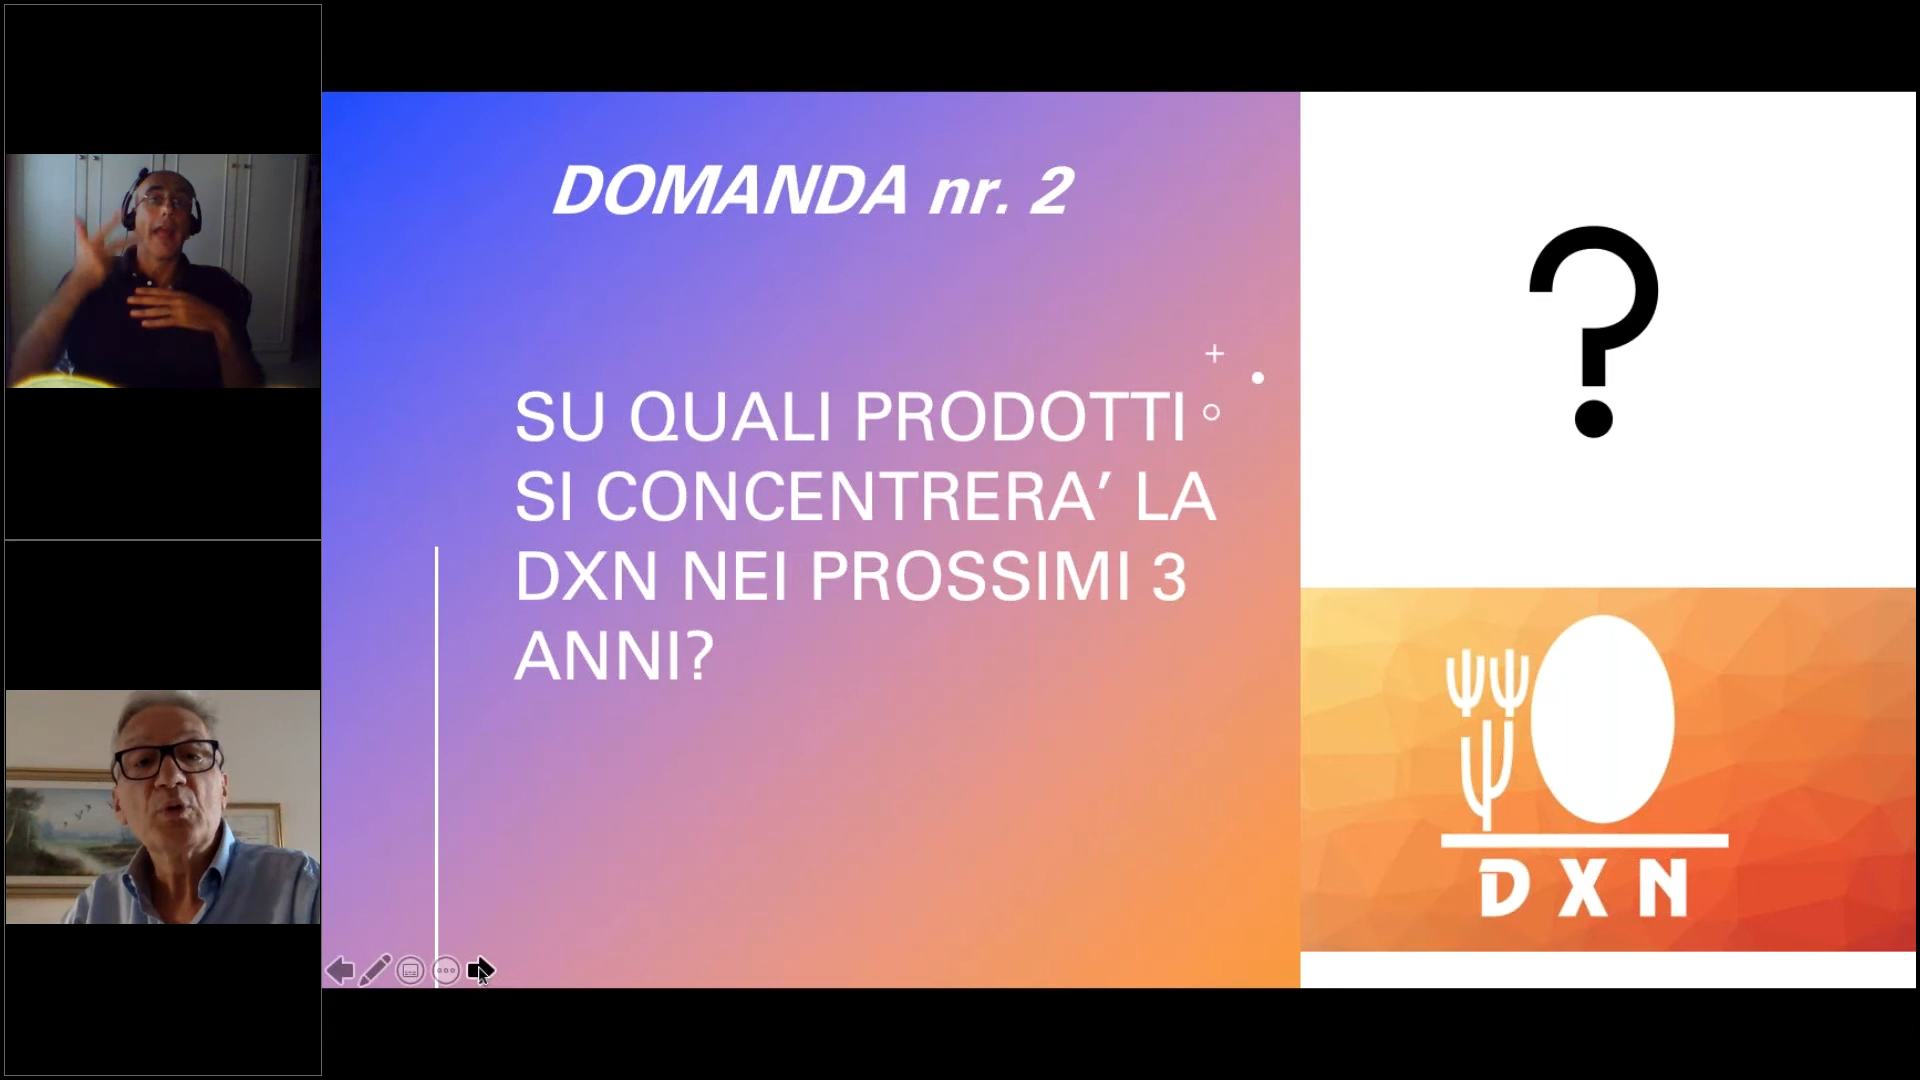 DOMANDA nr. 2
SU QUALI PRODOTTI
SI CONCENTRERA’ LA
DXN NEI PROSSIMI 3
ANNI?
?
DXN